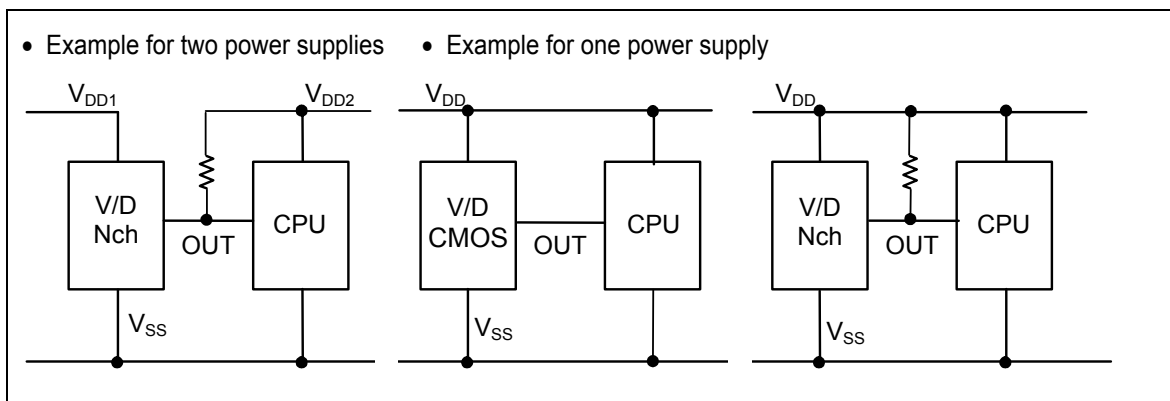 • Example for two power supplies
• Example for one power supply
VDD1
VDD2
V/D
Nch
OUT
CPU
VSS
VDD
V/D
CMOS
OUT
CPU
VSS
VDD
V/D
Nch
OUT
CPU
VSS